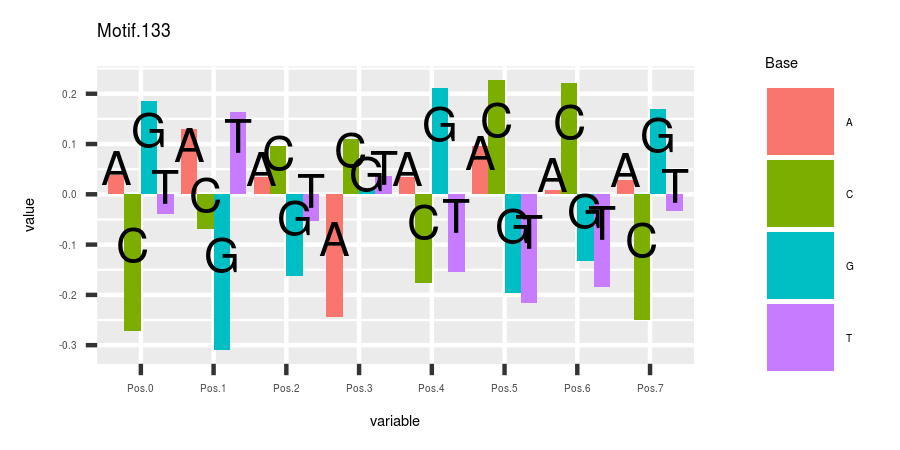 Motif.133
Base
A
C
G
T
value
0.2
0.1
0.0
-0.1
-0.2
-0.3
A C G T A C G T A C G T A C G T A C G T A C G T A C G T A C G T
Pos.0 Pos.1 Pos.2 Pos.3 Pos.4 Pos.5 Pos.6 Pos.7
variable